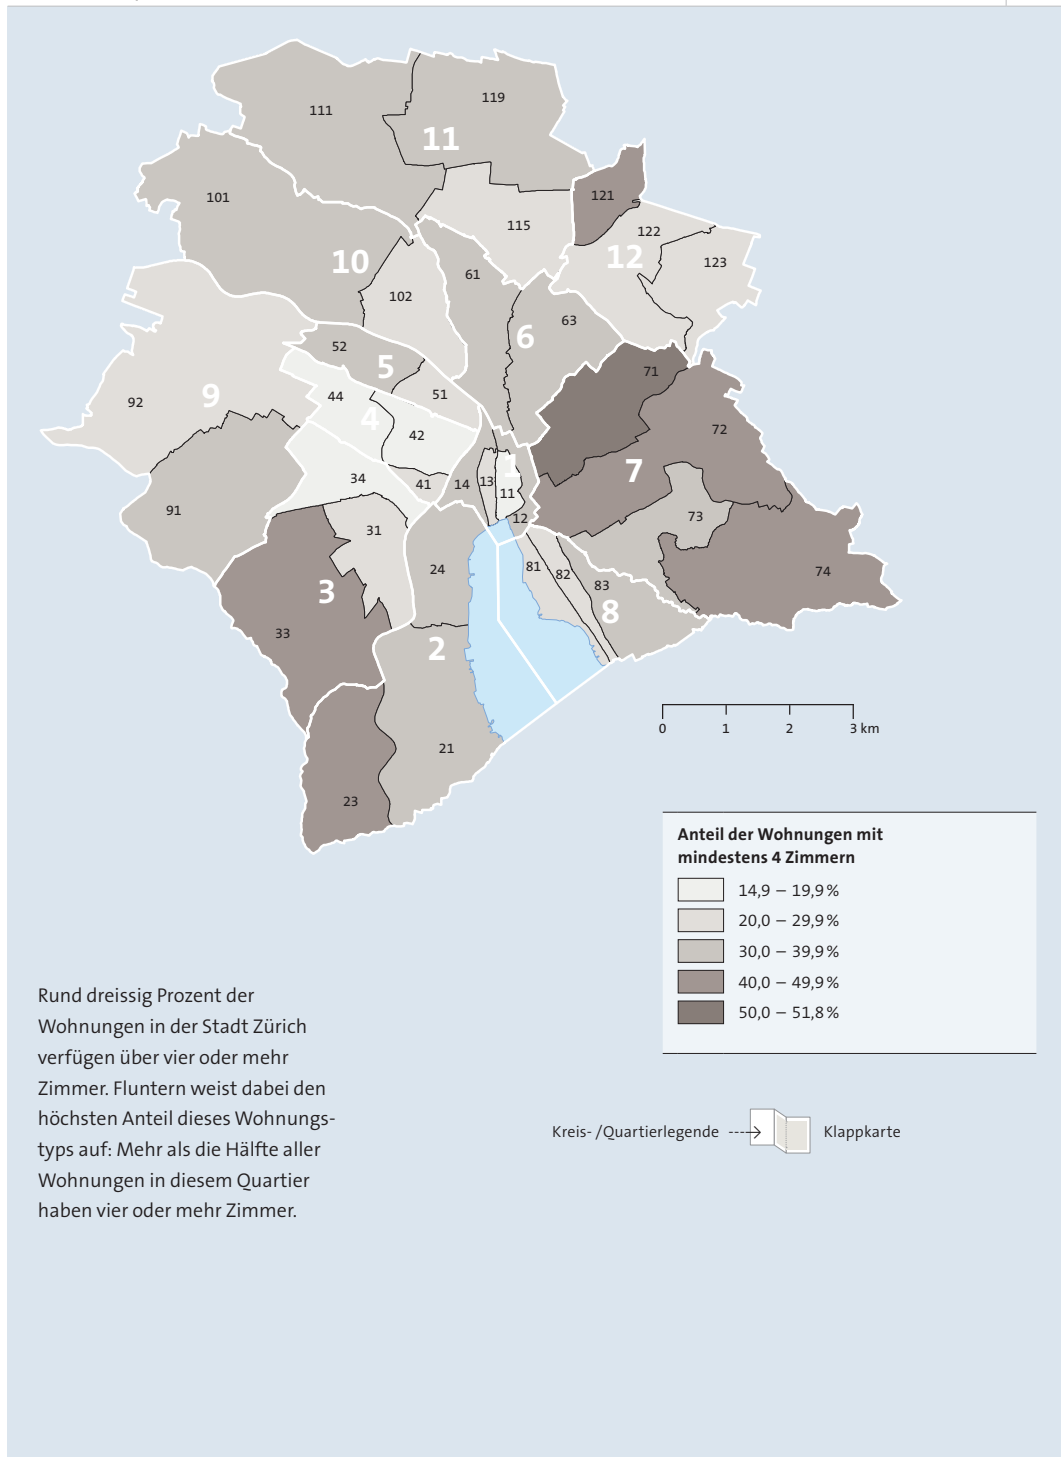 111
119
11
101
121
115
122
12
123
10
61
102
63
6
52
5
71
44
51
9
92
4
42
72
7
1
34
41
14
13
11
91
12
73
31
24
81
82
83
74
3
8
33
2
21
23
0 1 2 3 km
Anteil der Wohnungen mit
mindestens 4 Zimmern
14,9 – 19,9 %
20,0 – 29,9 %
30,0 – 39,9 %
40,0 – 49,9 %
50,0 – 51,8 %
Rund dreissig Prozent der
Wohnungen in der Stadt Zürich
verfügen über vier oder mehr
Zimmer. Fluntern weist dabei den
höchsten Anteil dieses Wohnungs-
typs auf: Mehr als die Hälfte aller
Wohnungen in diesem Quartier
haben vier oder mehr Zimmer.
Kreis- /Quartierlegende
Klappkarte